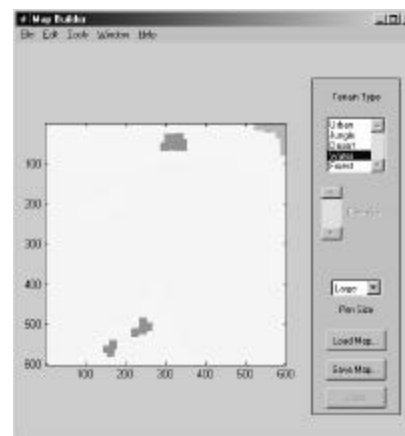 Map Builder
File Edit Tools Window Help
Terrain Type
Urban
Jungle
Desert
Water
Forest
100
200
300
400
500
600
100 200 300 400 500 600
Large
Pen Size
Load Map...
Save Map...